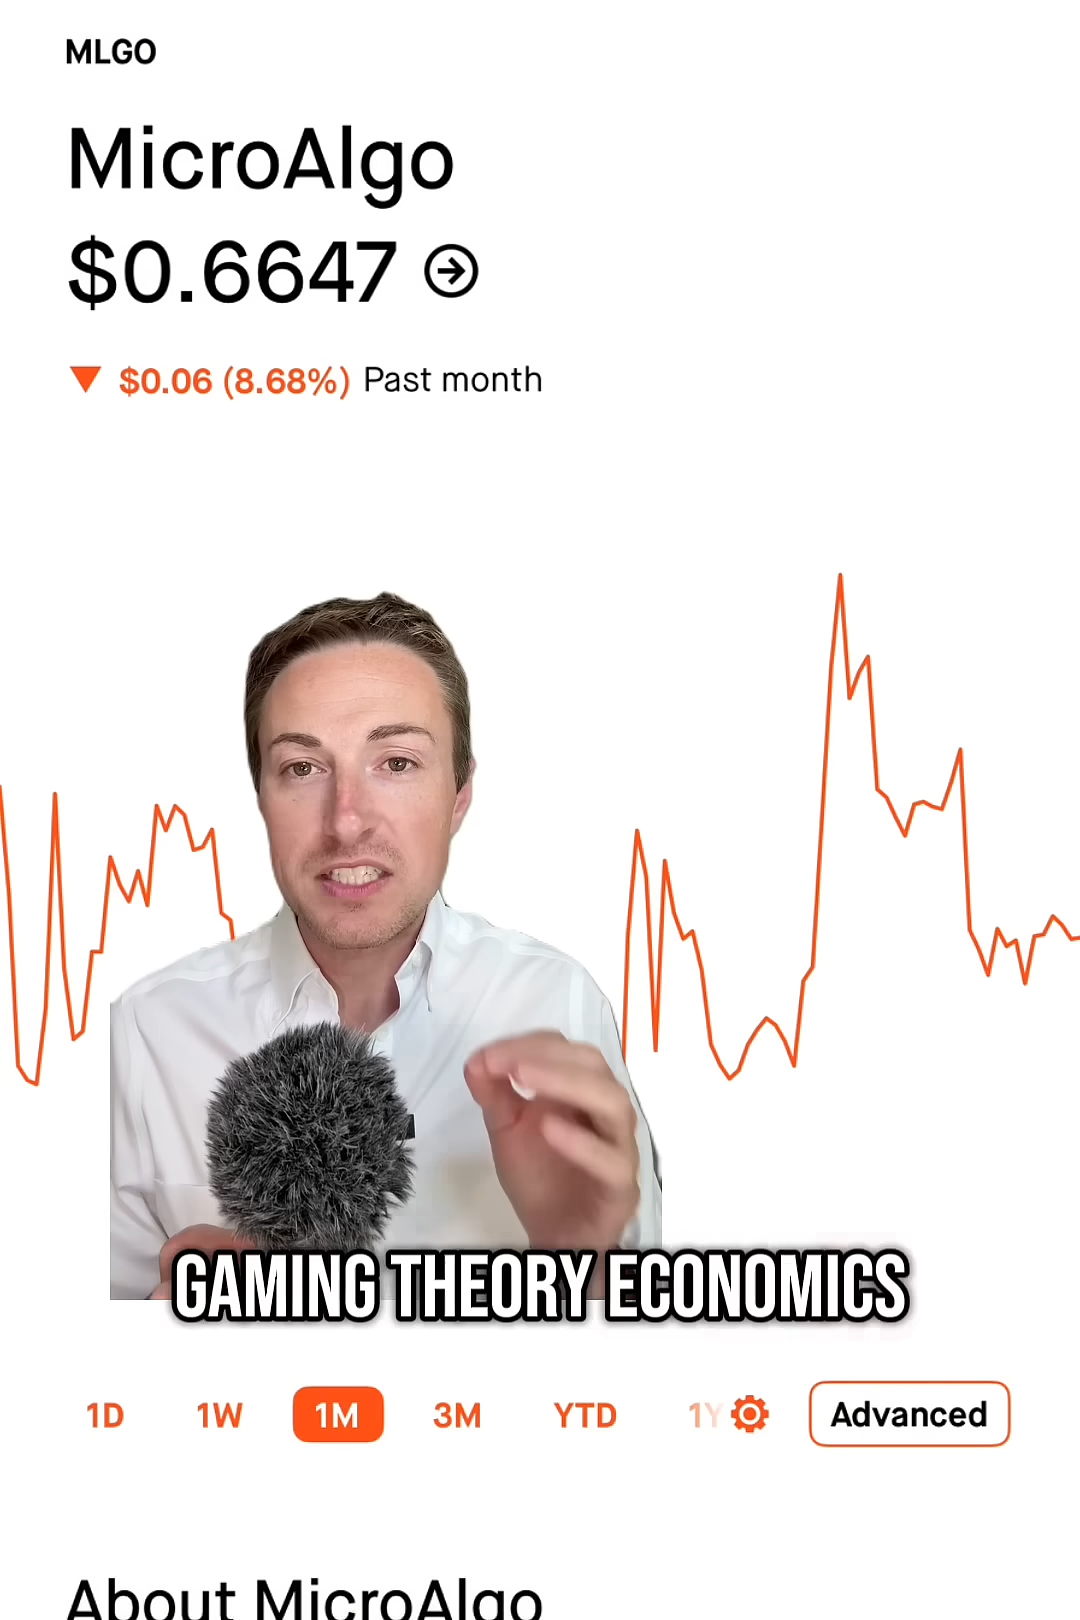 MLGO
MicroAlgo
$0.6647
$0.06 (8.68%) Past month
GAMING THEORY ECONOMICS
1D 1W 1M 3M YTD 1Y Advanced
About MicroAlgo